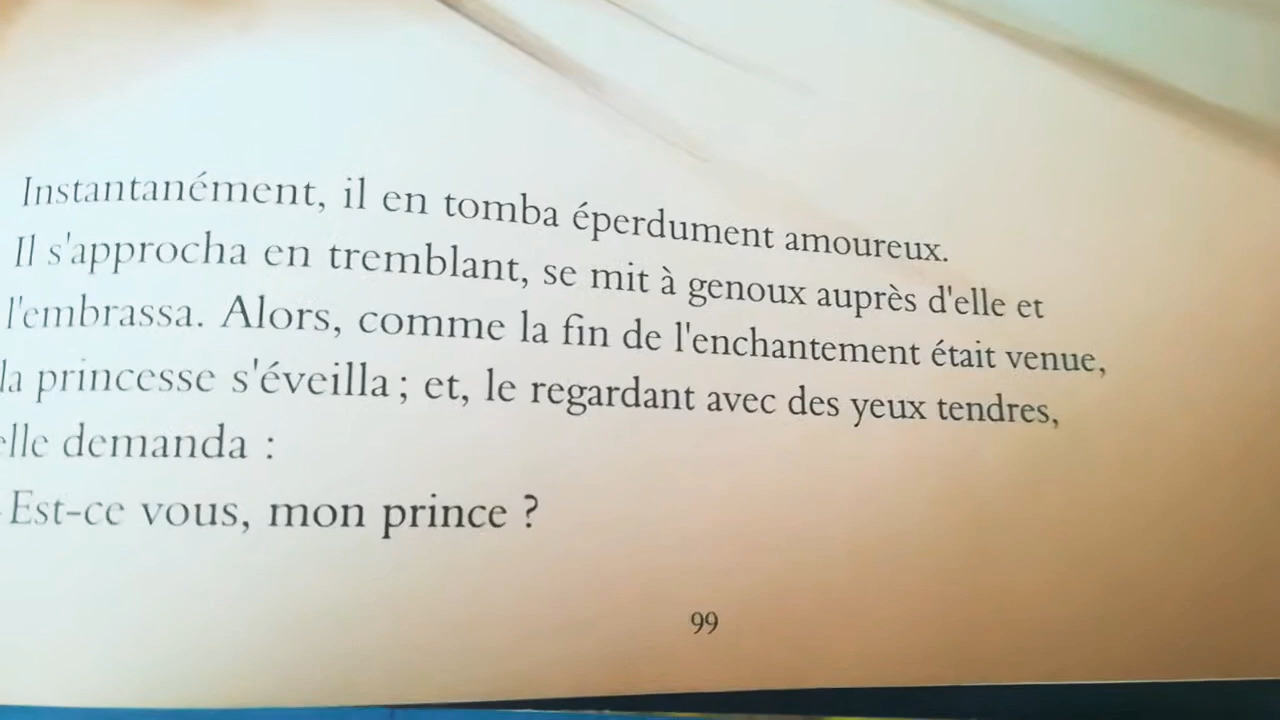 Instantanément, il en tomba éperdument amoureux.
Il s'approcha en tremblant, se mit à genoux auprès d'elle et
l'embrassa. Alors, comme la fin de l'enchantement était venue,
la princesse s'éveilla ; et, le regardant avec des yeux tendres,
elle demanda :
- Est-ce vous, mon prince ?
99